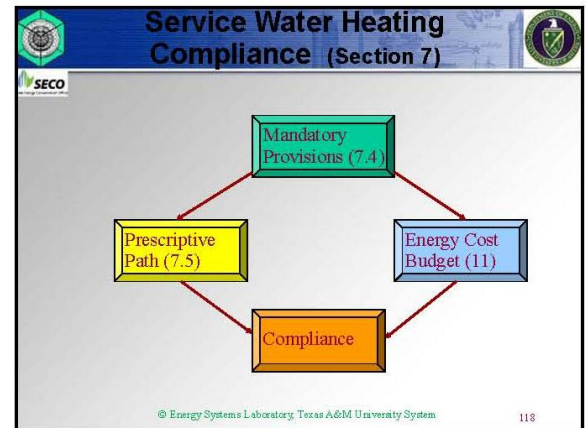 Service Water Heating
Compliance (Section 7)
SECO
Mandatory
Provisions (7.4)
Prescriptive
Path (7.5)
Energy Cost
Budget (11)
Compliance
© Energy Systems Laboratory, Texas A&M University System
118